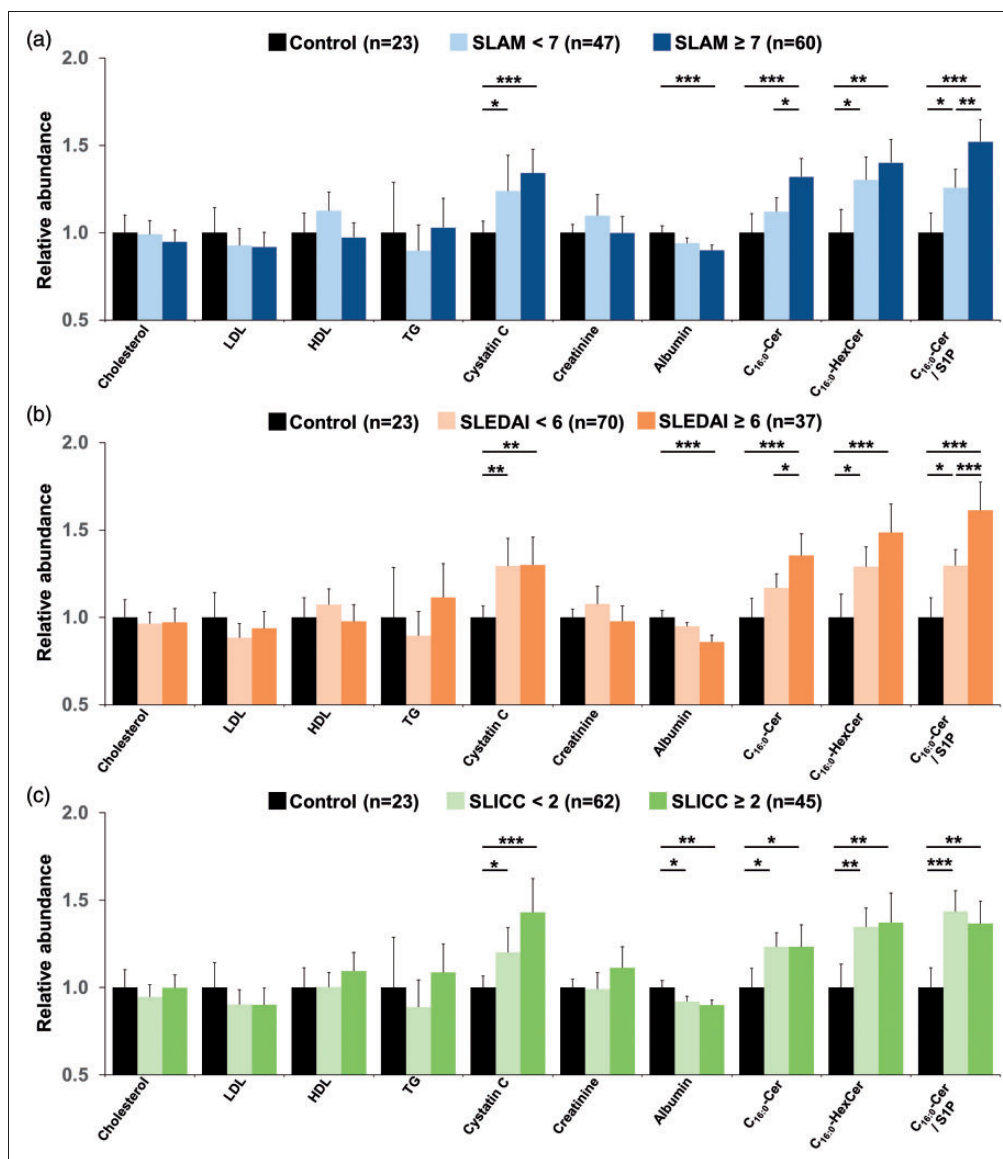 (a)
Control (n=23) SLAM < 7 (n=47) SLAM ≥ 7 (n=60)
2.0
*** *** *** ** ***
* * * * **
1.5
Relative abundance
1.0
0.5
Cholesterol LDL HDL TG Cystatin C Creatinine Albumin C16:0-Cer C16:0-HexCer C16:0-Cer
/ S1P
(b)
Control (n=23) SLEDAI < 6 (n=70) SLEDAI ≥ 6 (n=37)
2.0
** *** *** *** ***
** * * * ***
1.5
Relative abundance
1.0
0.5
Cholesterol LDL HDL TG Cystatin C Creatinine Albumin C16:0-Cer C16:0-HexCer C16:0-Cer
/ S1P
(c)
Control (n=23) SLICC < 2 (n=62) SLICC ≥ 2 (n=45)
2.0
*** ** * ** **
* * * ** ***
1.5
Relative abundance
1.0
0.5
Cholesterol LDL HDL TG Cystatin C Creatinine Albumin C16:0-Cer C16:0-HexCer C16:0-Cer
/ S1P